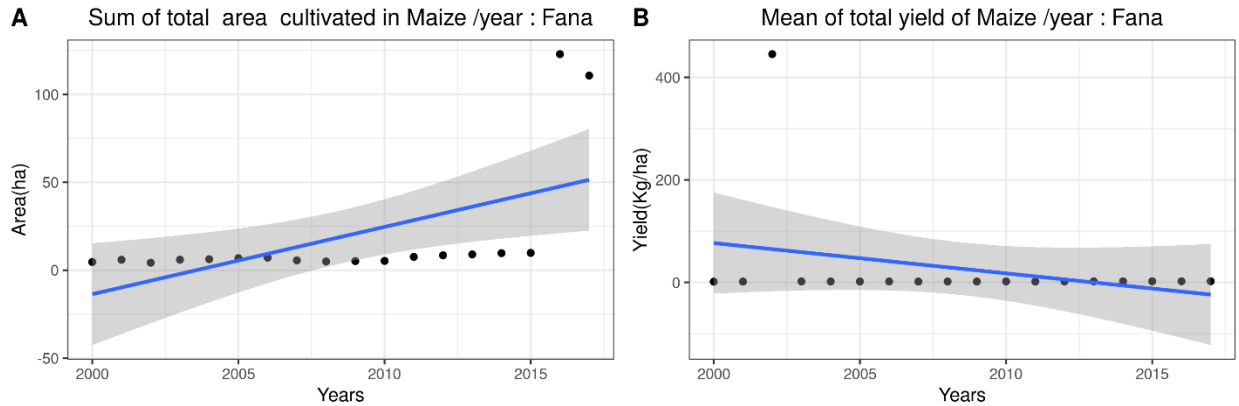 A
Sum of total  area  cultivated in Maize /year : Fana
Area(ha)
100
50
0
-50
2000
2005
2010
2015
Years
B
Mean of total yield of Maize /year : Fana
Yield(Kg/ha)
400
200
0
2000
2005
2010
2015
Years